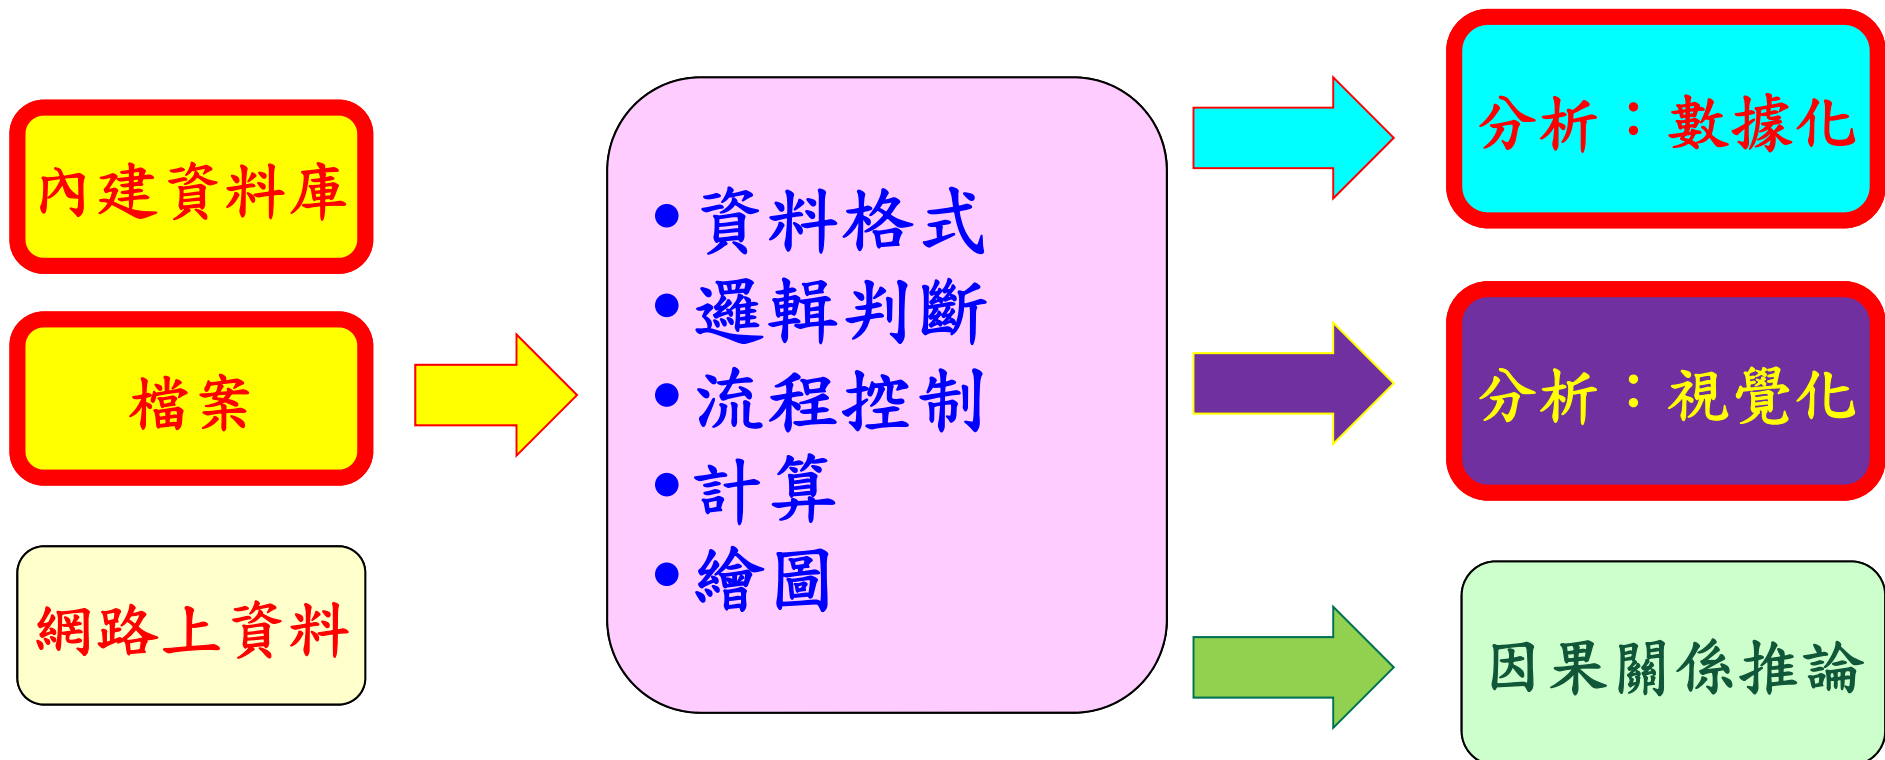 內建資料庫
檔案
網路上資料
•資料格式
•邏輯判斷
•流程控制
•計算
•繪圖
分析：數據化
分析：視覺化
因果關係推論